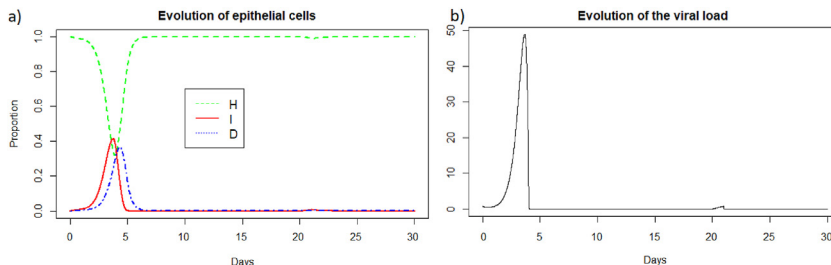 a)
Evolution of epithelial cells
Proportion
1.0
0.8
0.6
0.4
0.2
0.0
H
I
D
0
5
10
15
20
25
30
Days
b)
Evolution of the viral load
50
40
30
20
10
0
0
5
10
15
20
25
30
Days